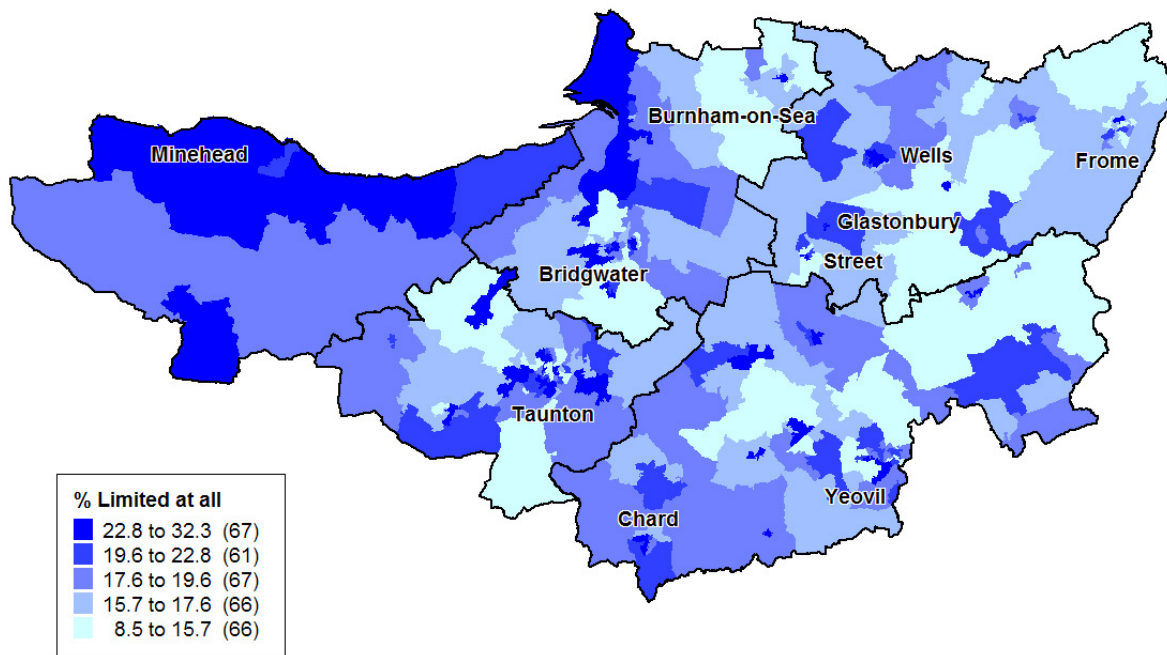 Burnham-on-Sea
Minehead
Wells
Frome
Glastonbury
Street
Bridgwater
Taunton
Yeovil
Chard
% Limited at all
22.8 to 32.3 (67)
19.6 to 22.8 (61)
17.6 to 19.6 (67)
15.7 to 17.6 (66)
8.5 to 15.7 (66)